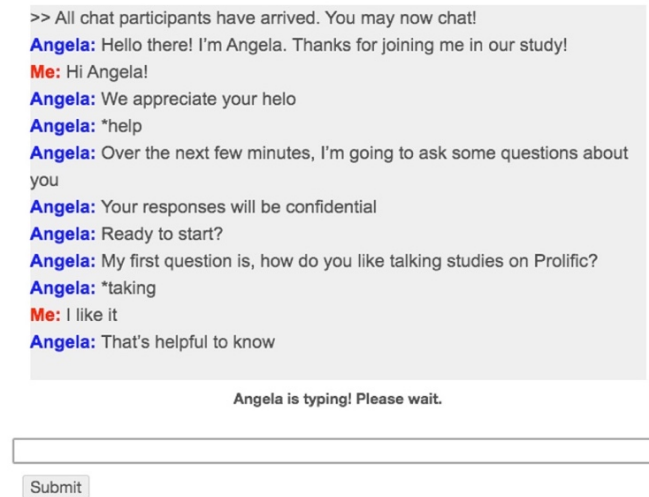 >> All chat participants have arrived. You may now chat!
Angela: Hello there! I'm Angela. Thanks for joining me in our study!
Me: Hi Angela!
Angela: We appreciate your helo
Angela: *help
Angela: Over the next few minutes, I'm going to ask some questions about
you
Angela: Your responses will be confidential
Angela: Ready to start?
Angela: My first question is, how do you like talking studies on Prolific?
Angela: *taking
Me: I like it
Angela: That's helpful to know
Angela is typing! Please wait.
Submit